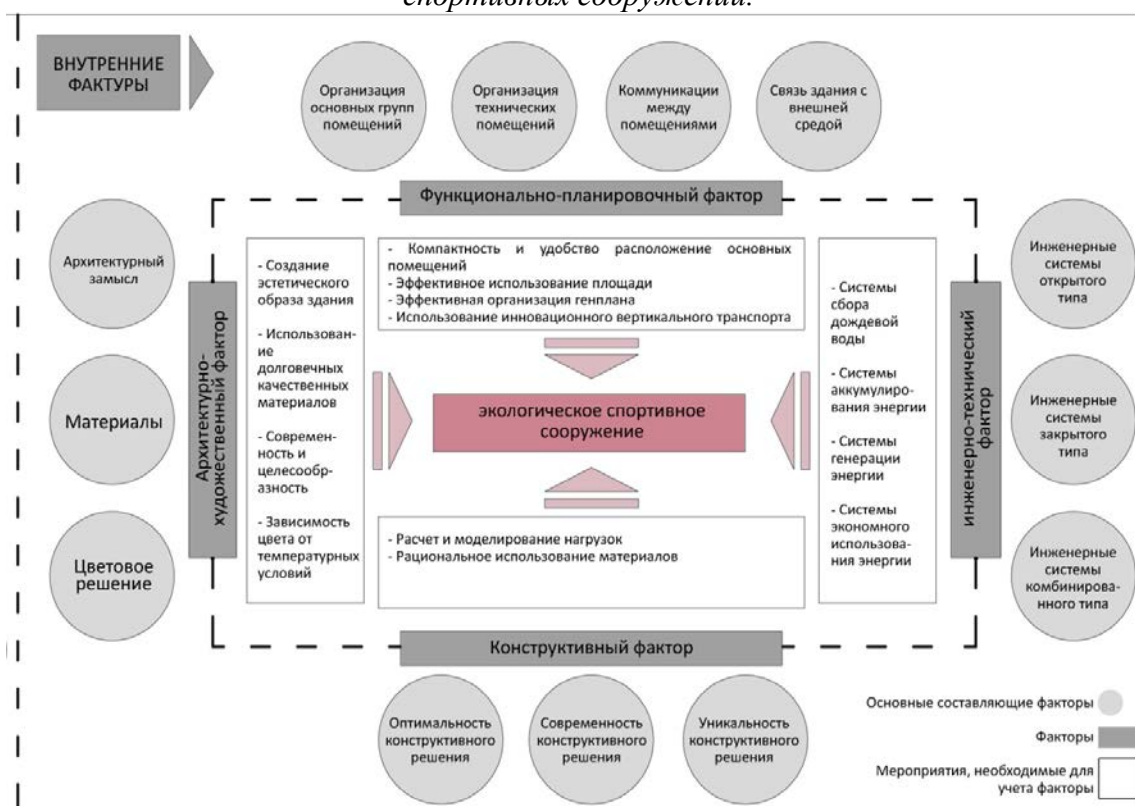 спортивных сооружений.
ВНУТРЕННИЕ
ФАКТУРЫ
Организация
основных групп
помещений
Организация
технических
помещений
Коммуникации
между
помещениями
Связь здания с
внешней
средой
Функционально-планировочный фактор
Архитектурный
замысл
Материалы
Цветовое
решение
Архитектурно-
художественный фактор
- Создание
эстетического
образа здания
- Использован-
ие
долговечных
качественных
материалов
- Современ-
ность и
целесообр-
азность
- Зависимость
цвета от
температурных
условий
- Компактность и удобство расположение основных
помещений
- Эффективное использование площади
- Эффективная организация генплана
- Использование инновационного вертикального транспорта
экологическое спортивное
сооружение
- Расчет и моделирование нагрузок
- Рациональное использование материалов
- Системы
сбора
дождевой
воды
- Системы
аккумулиро-
вания энергии
- Системы
генерации
энергии
- Системы
экономного
использова-
ния энергии
инженерно-технический
фактор
Инженерные
системы
открытого
типа
Инженерные
системы
закрытого
типа
Инженерные
системы
комбинирова-
нного типа
Конструктивный фактор
Оптимальность
конструктивного
решения
Современность
конструктивного
решения
Уникальность
конструктивного
решения
Основные составляющие факторы
Факторы
Мероприятия, необходимые для
учета факторы